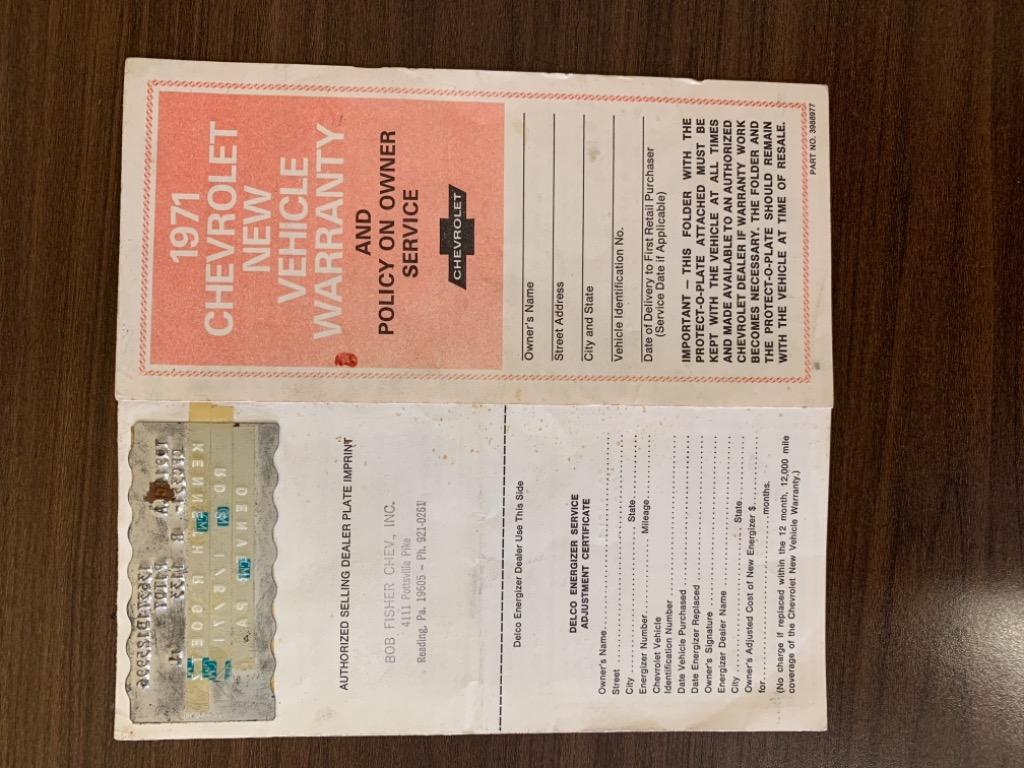 1971
CHEVROLET
NEW
VEHICLE
WARRANTY
AND
POLICY ON OWNER
SERVICE
CHEVROLET
Owner's Name
Street Address
City and State
Vehicle Identification No.
Date of Delivery to First Retail Purchaser
(Service Date if Applicable)
IMPORTANT — THIS FOLDER WITH THE
PROTECT-O-PLATE ATTACHED MUST BE
KEPT WITH THE VEHICLE AT ALL TIMES
AND MADE AVAILABLE TO AN AUTHORIZED
CHEVROLET DEALER IF WARRANTY WORK
BECOMES NECESSARY. THE FOLDER AND
THE PROTECT-O-PLATE SHOULD REMAIN
WITH THE VEHICLE AT TIME OF RESALE.
PART NO. 3988977
KENNETH R
RD
DENVER PA
GM
GM
GM
GM
AUTHORIZED SELLING DEALER PLATE IMPRINT
BOB FISHER CHEV., INC.
4111 Pottsville Pike
Reading, Pa. 19605 – Ph. 921-0261
Delco Energizer Dealer Use This Side
DELCO ENERGIZER SERVICE
ADJUSTMENT CERTIFICATE
Owner's Name
Street
City State
Energizer Number Mileage
Chevrolet Vehicle
Identification Number
Date Vehicle Purchased
Date Energizer Replaced
Owner's Signature
Energizer Dealer Name
City State
Owner's Adjusted Cost of New Energizer $
for months.
(No charge if replaced within the 12 month, 12,000 mile
coverage of the Chevrolet New Vehicle Warranty.)